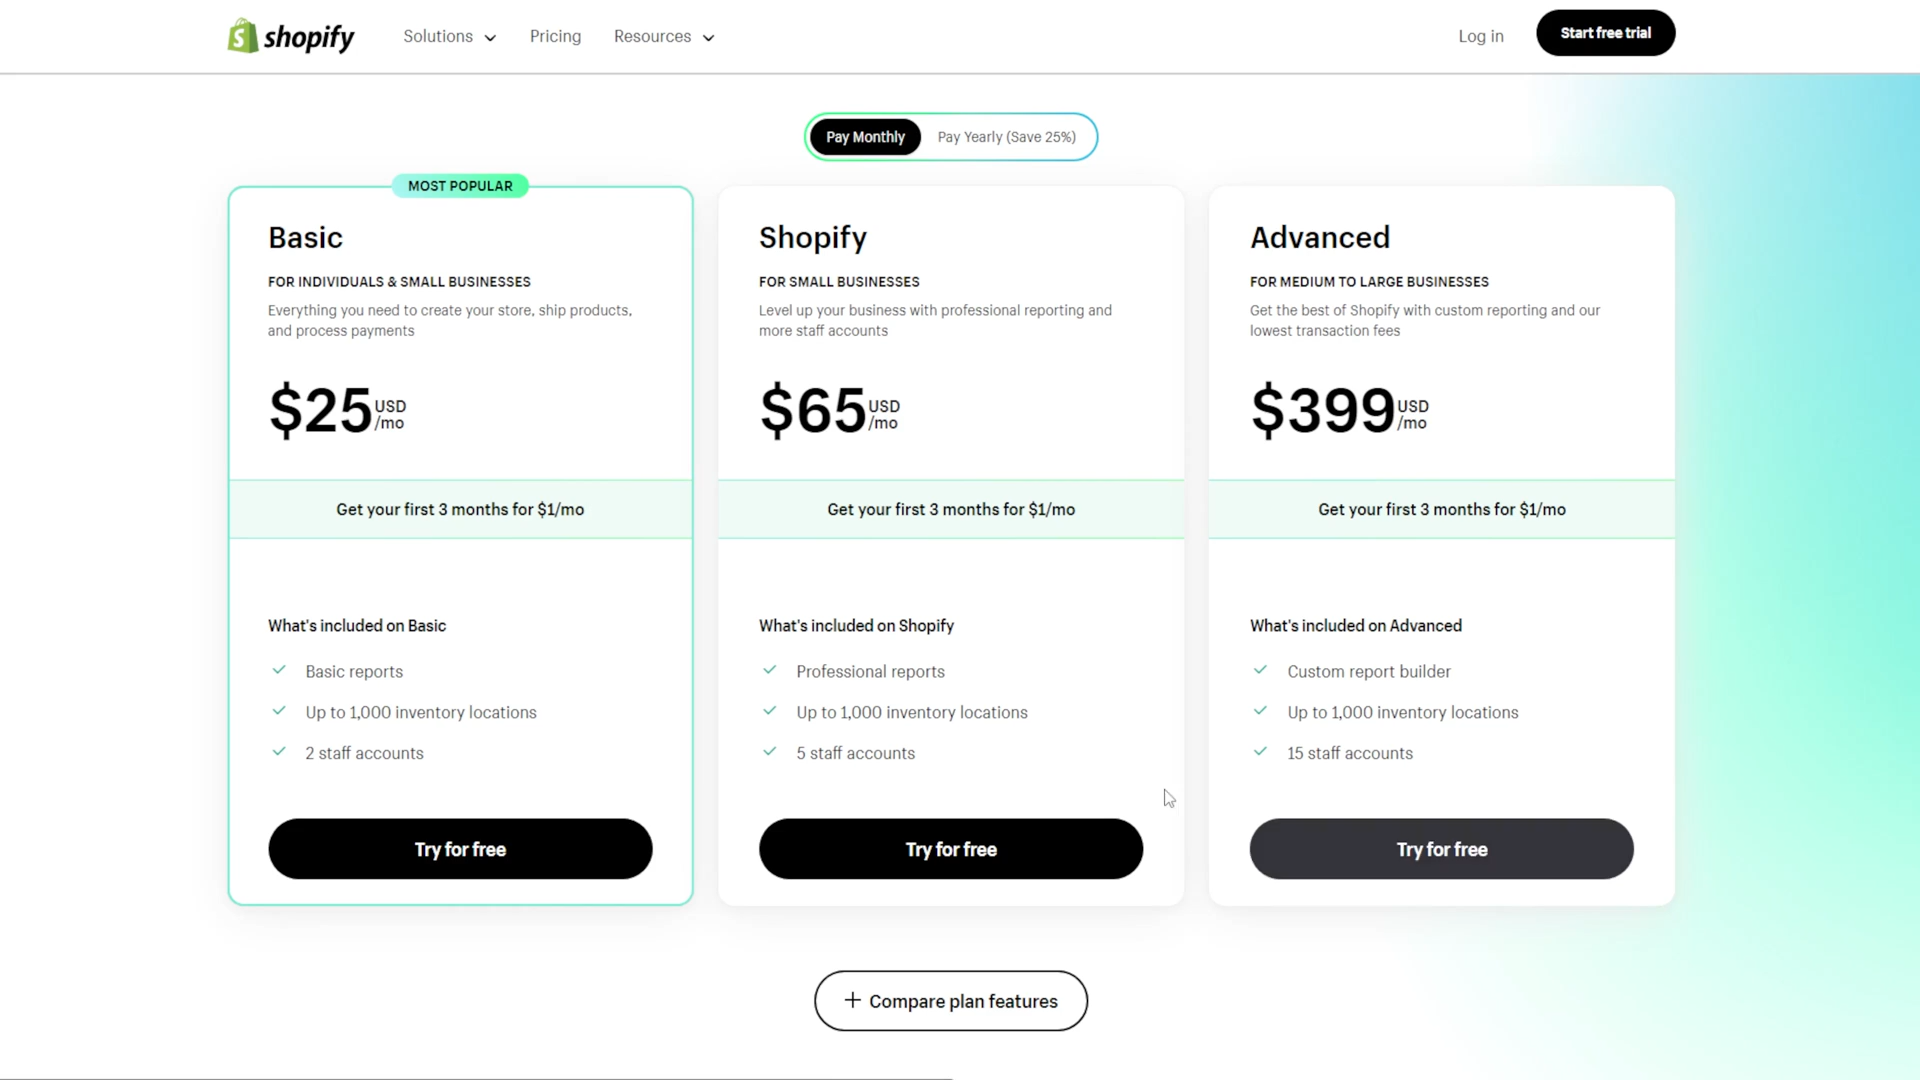 shopify
Solutions
Pricing
Resources
Log in
Start free trial
Pay Monthly
Pay Yearly (Save 25%)
MOST POPULAR
Basic
FOR INDIVIDUALS & SMALL BUSINESSES
Everything you need to create your store, ship products,
and process payments
$25 USD
/mo
Get your first 3 months for $1/mo
What's included on Basic
Basic reports
Up to 1,000 inventory locations
2 staff accounts
Try for free
Shopify
FOR SMALL BUSINESSES
Level up your business with professional reporting and
more staff accounts
$65 USD
/mo
Get your first 3 months for $1/mo
What's included on Shopify
Professional reports
Up to 1,000 inventory locations
5 staff accounts
Try for free
Advanced
FOR MEDIUM TO LARGE BUSINESSES
Get the best of Shopify with custom reporting and our
lowest transaction fees
$399 USD
/mo
Get your first 3 months for $1/mo
What's included on Advanced
Custom report builder
Up to 1,000 inventory locations
15 staff accounts
Try for free
+ Compare plan features